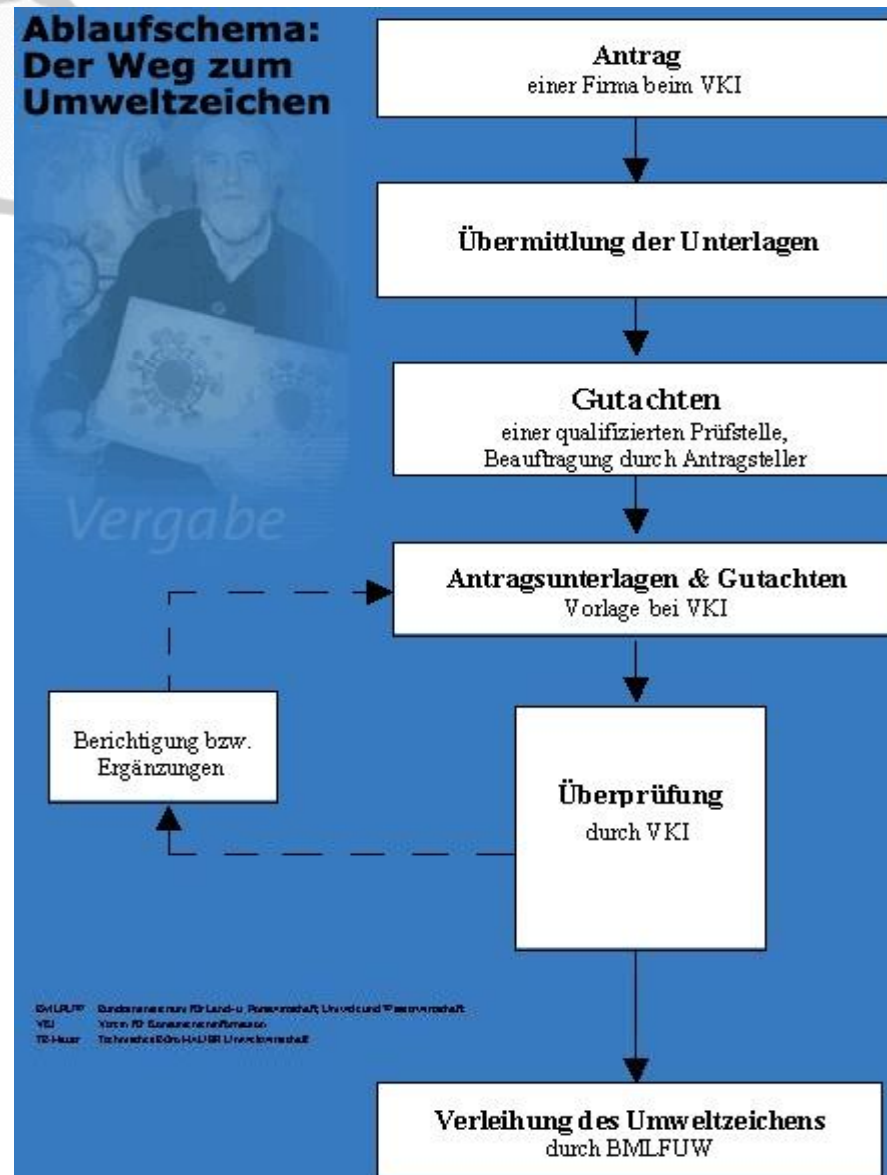 Ablaufschema:
Der Weg zum
Umweltzeichen
Antrag
einer Firma beim VKI
Übermittlung der Unterlagen
Gutachten
einer qualifizierten Prüfstelle,
Beauftragung durch Antragsteller
Vergabe
Antragsunterlagen & Gutachten
Vorlage bei VKI
Berichtigung bzw.
Ergänzungen
Überprüfung
durch VKI
BMLFUW
VKI Verein für
Verleihung des Umweltzeichens
durch BMLFUW